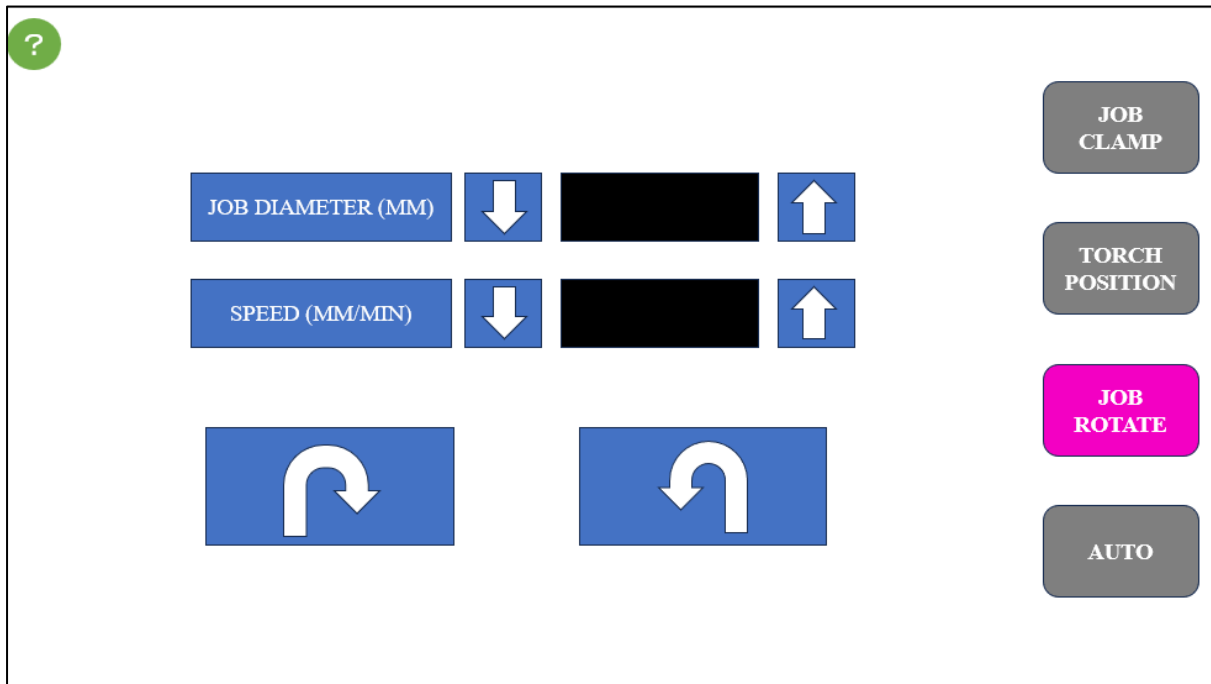 ?
JOB
CLAMP
JOB DIAMETER (MM)
TORCH
POSITION
SPEED (MM/MIN)
JOB
ROTATE
AUTO